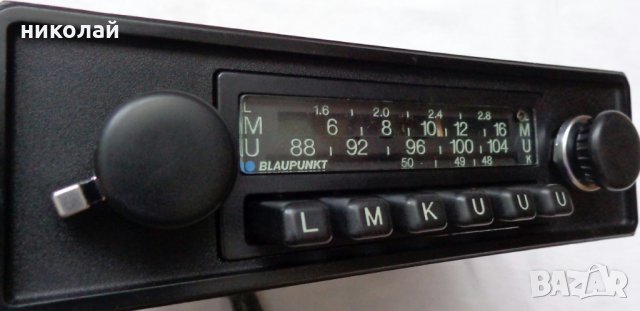 николай
L 1.6 2.0 2.4 2.8 L
M 6 8 10 12 16 M
U 88 92 96 100 104 U
BLAUPUNKT 50 49 48 K
L M K U U U
BAZAR